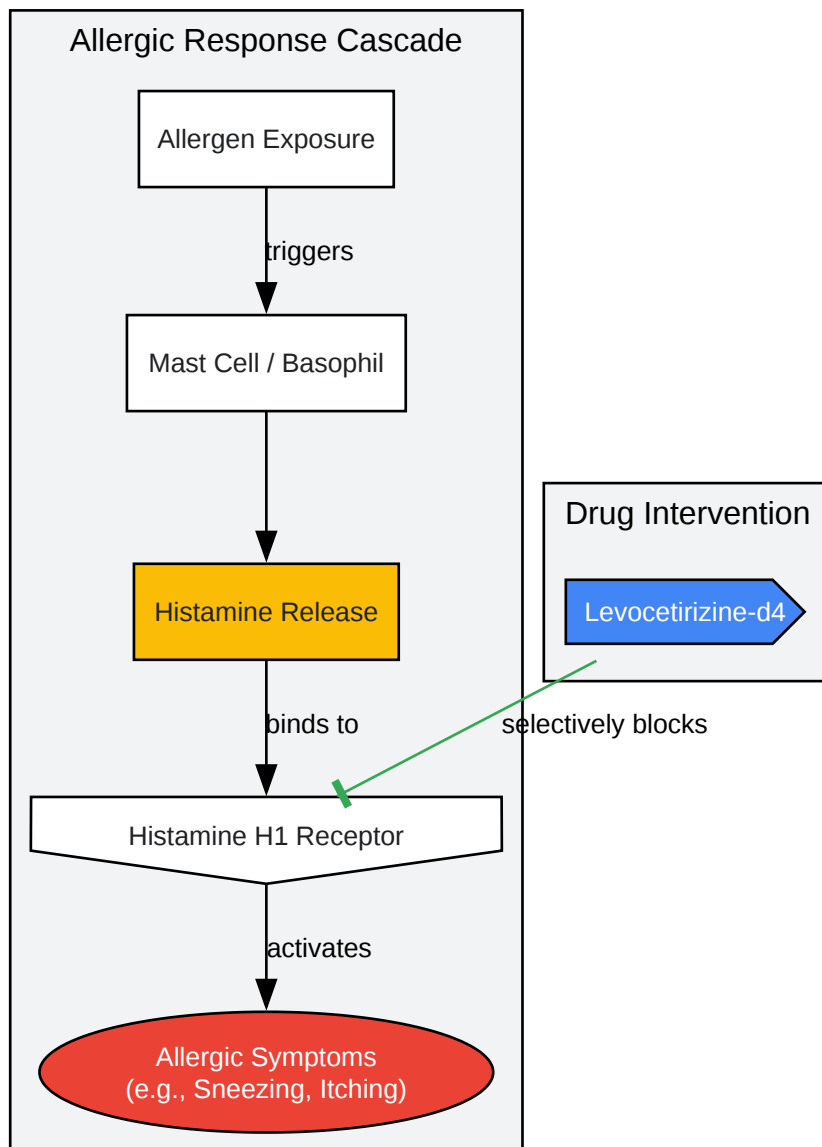 Allergic Response Cascade
Allergen Exposure
triggers
Mast Cell / Basophil
Histamine Release
binds to
Histamine H1 Receptor
activates
Allergic Symptoms
(e.g., Sneezing, Itching)
Drug Intervention
Levocetirizine-d4
selectively blocks